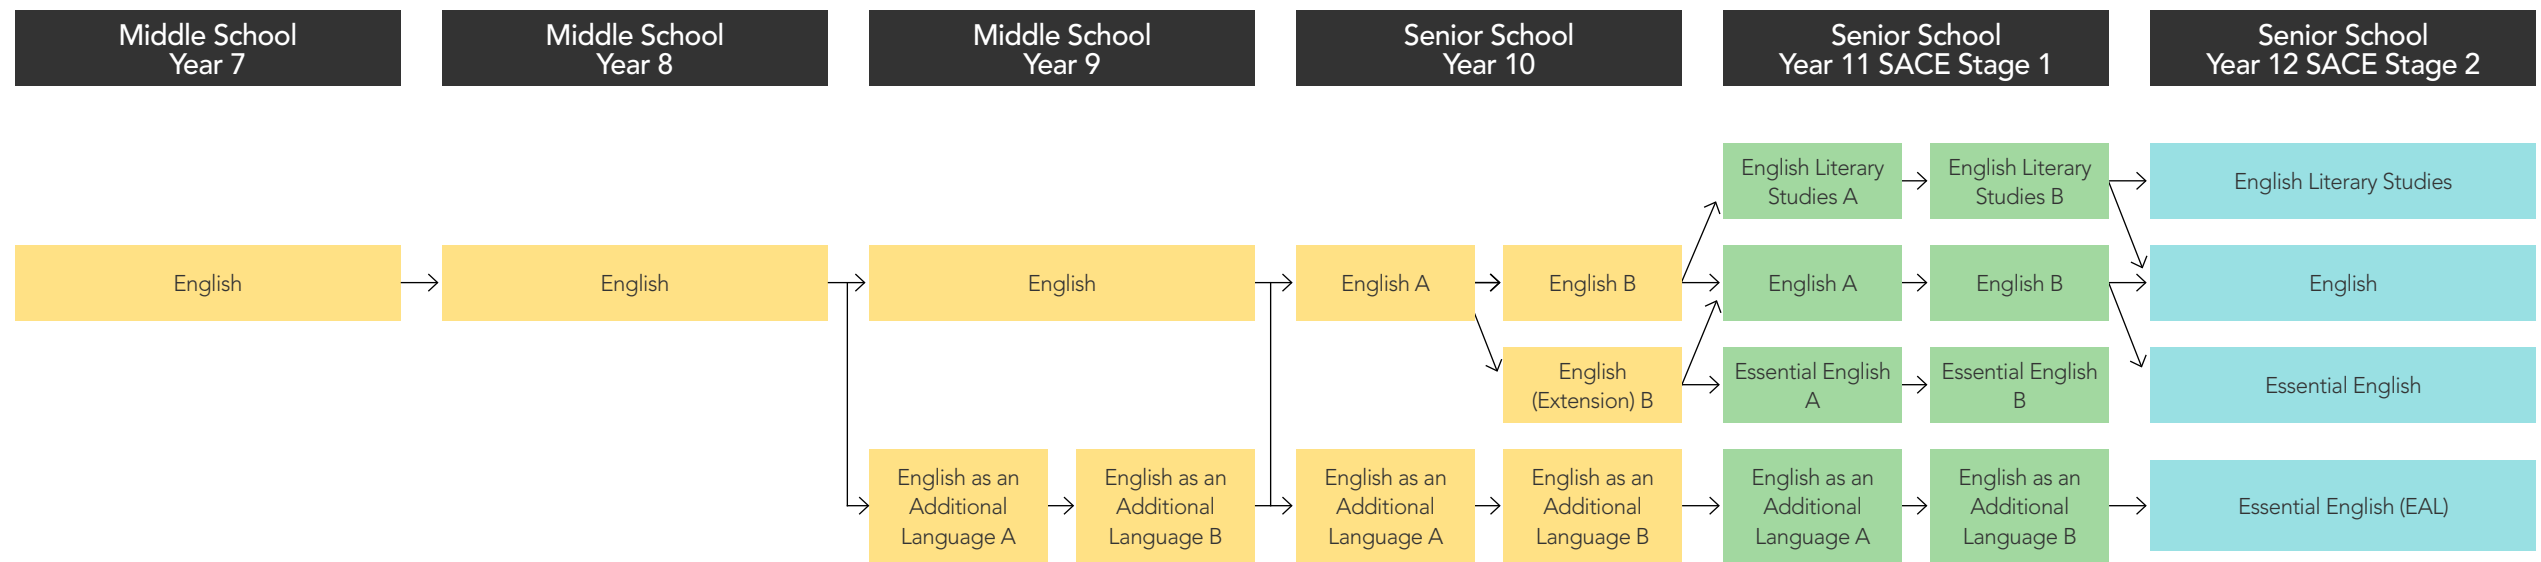 Middle School
Year 7
Middle School
Year 8
Middle School
Year 9
Senior School
Year 10
Senior School
Year 11 SACE Stage 1
Senior School
Year 12 SACE Stage 2
English Literary
Studies A
English Literary
Studies B
English Literary Studies
English
English
English
English A
English B
English A
English B
English
English
(Extension) B
Essential English
A
Essential English
B
Essential English
English as an
Additional
Language A
English as an
Additional
Language B
English as an
Additional
Language A
English as an
Additional
Language B
English as an
Additional
Language A
English as an
Additional
Language B
Essential English (EAL)